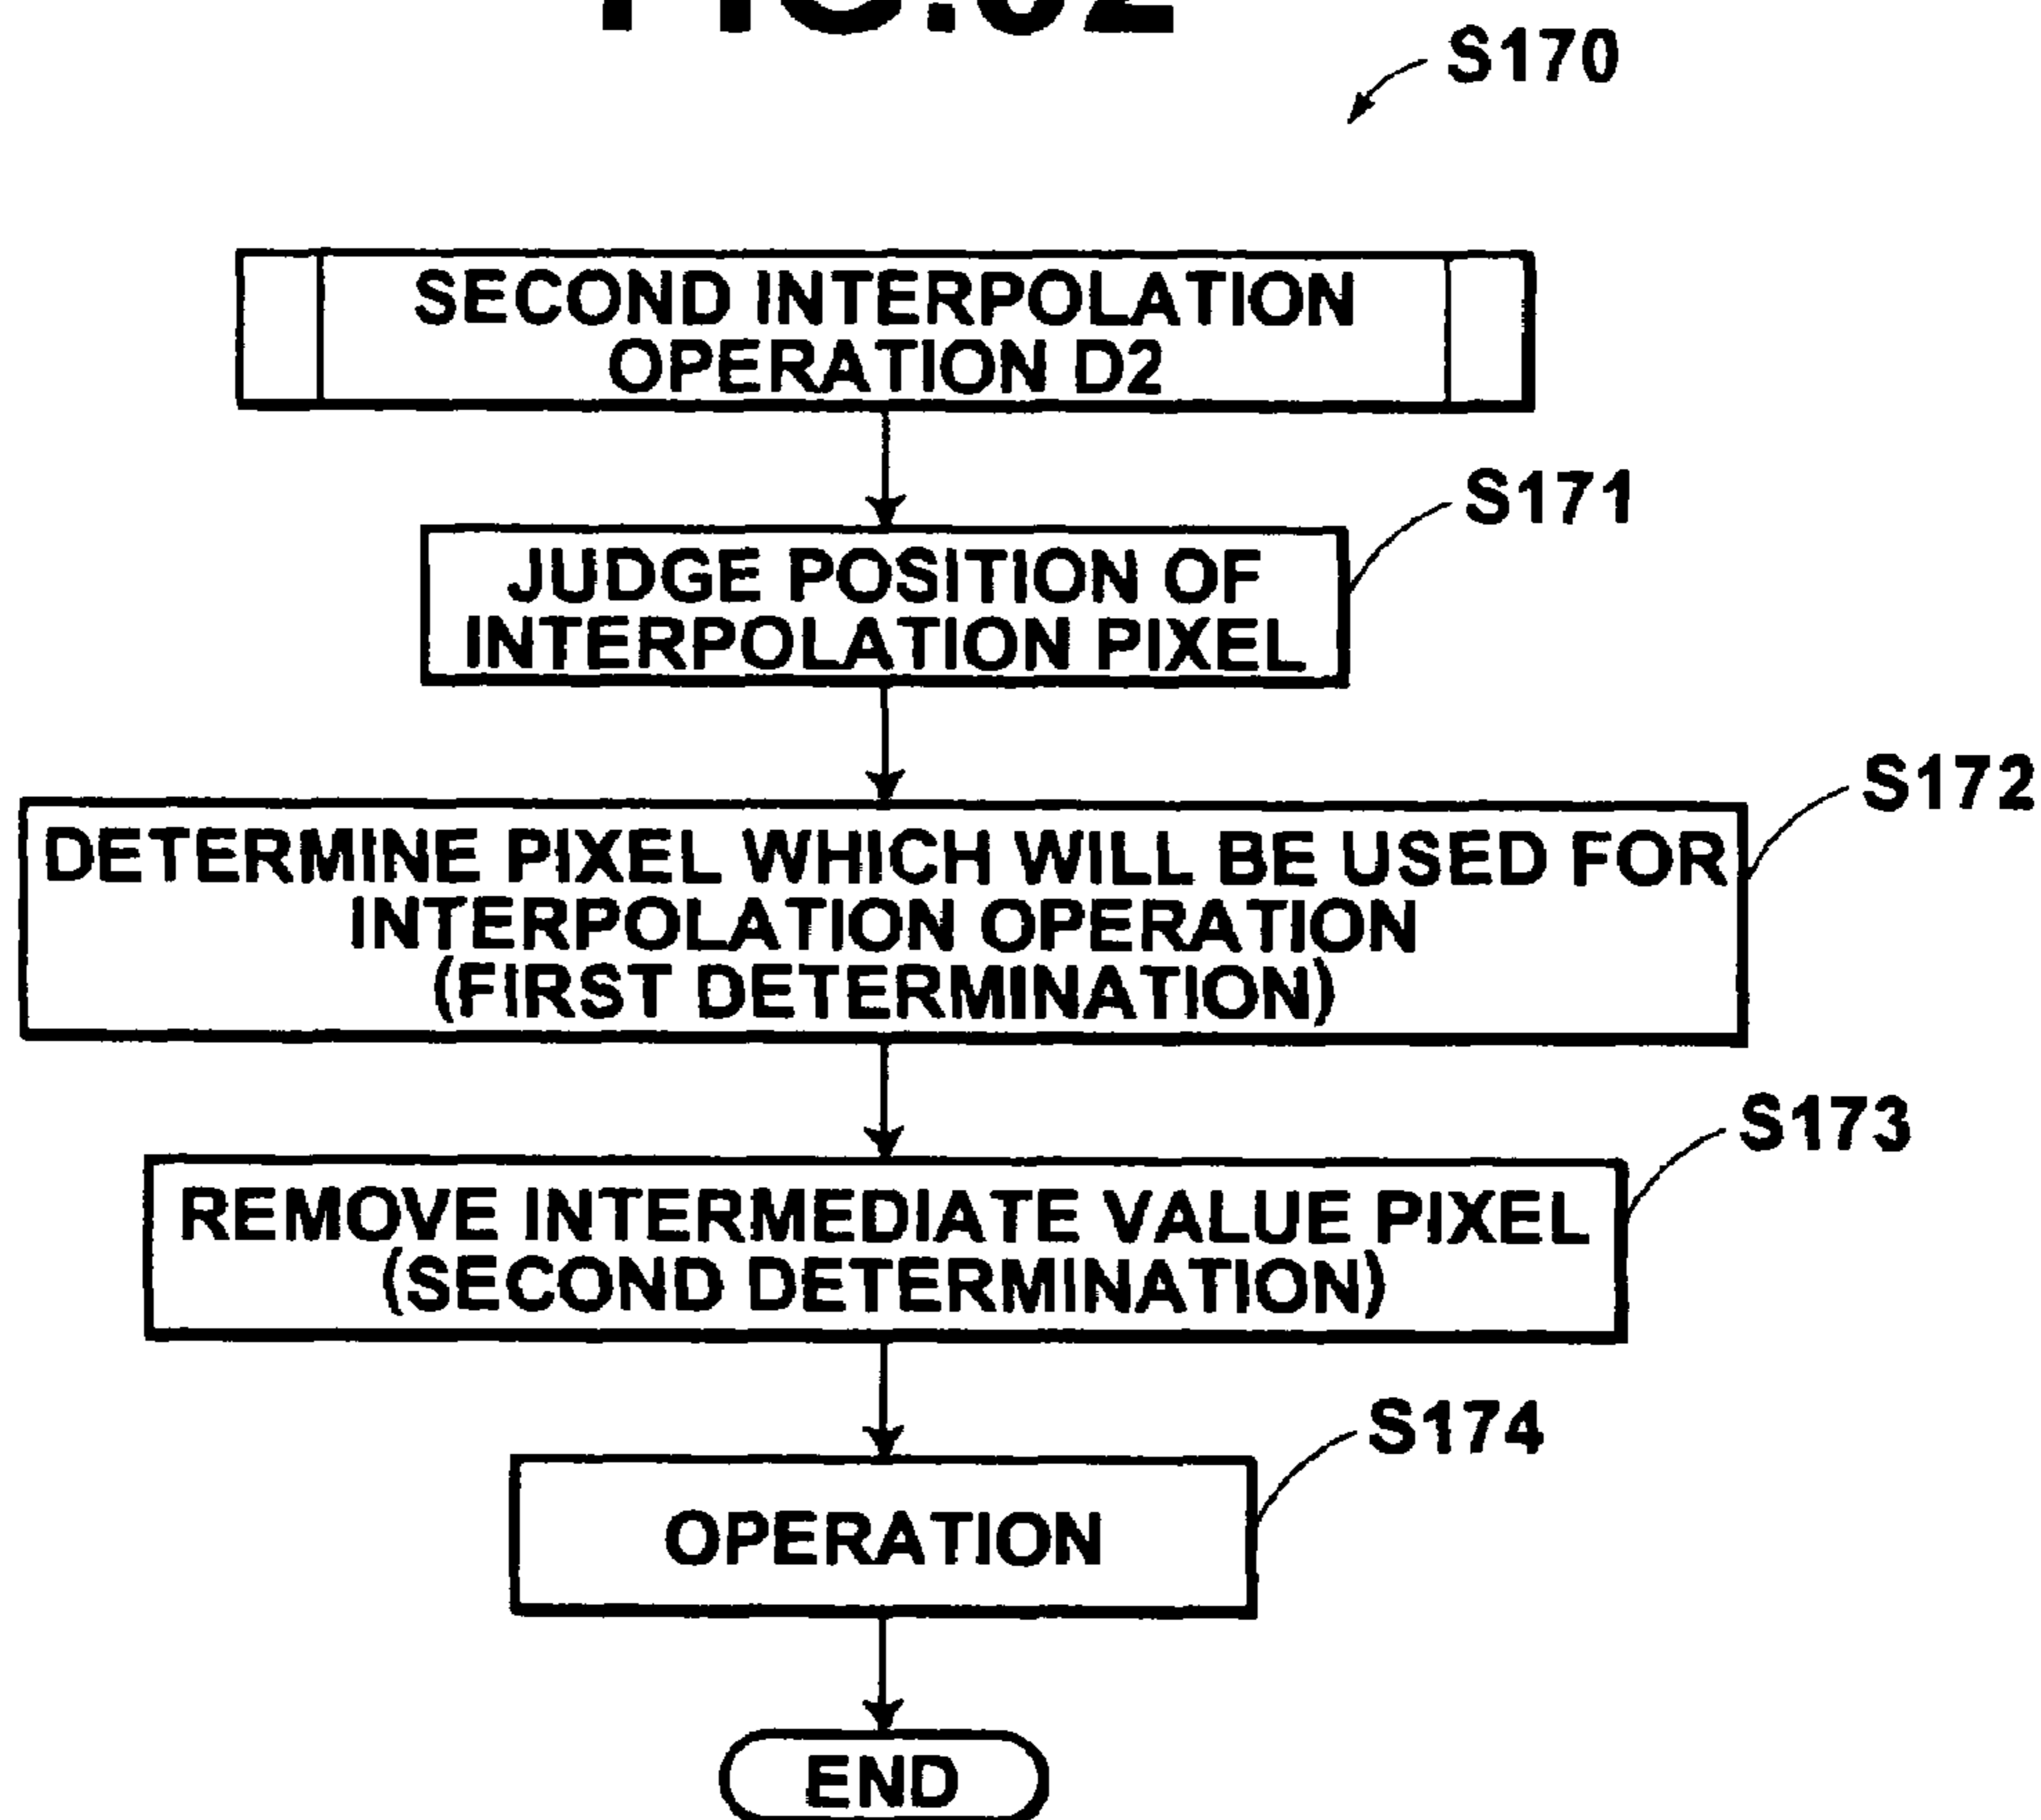 S170
SECOND INTERPOLATION
OPERATION D2
S171
JUDGE POSITION OF
INTERPOLATION PIXEL
S172
DETERMINE PIXEL WHICH WILL BE USED FOR
INTERPOLATION OPERATION
(FIRST DETERMINATION)
S173
REMOVE INTERMEDIATE VALUE PIXEL
(SECOND DETERMINATION)
S174
OPERATION
END